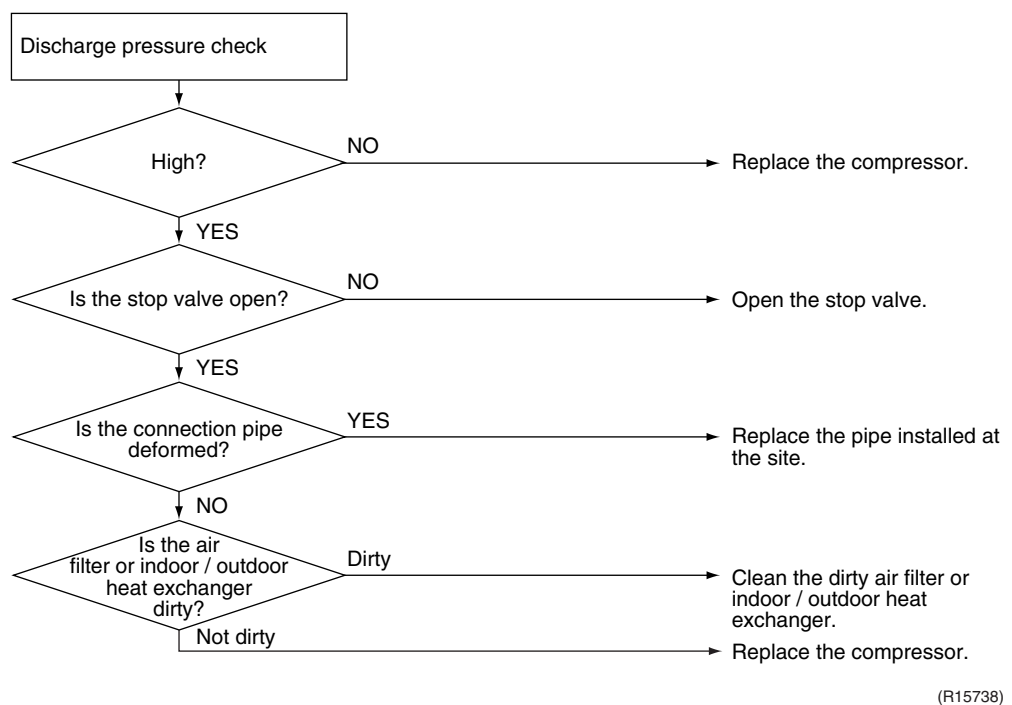 Discharge pressure check
High?
NO
Replace the compressor.
YES
Is the stop valve open?
NO
Open the stop valve.
YES
Is the connection pipe
deformed?
YES
Replace the pipe installed at
the site.
NO
Is the air
filter or indoor / outdoor
heat exchanger
dirty?
Dirty
Clean the dirty air filter or
indoor / outdoor heat
exchanger.
Not dirty
Replace the compressor.
(R15738)